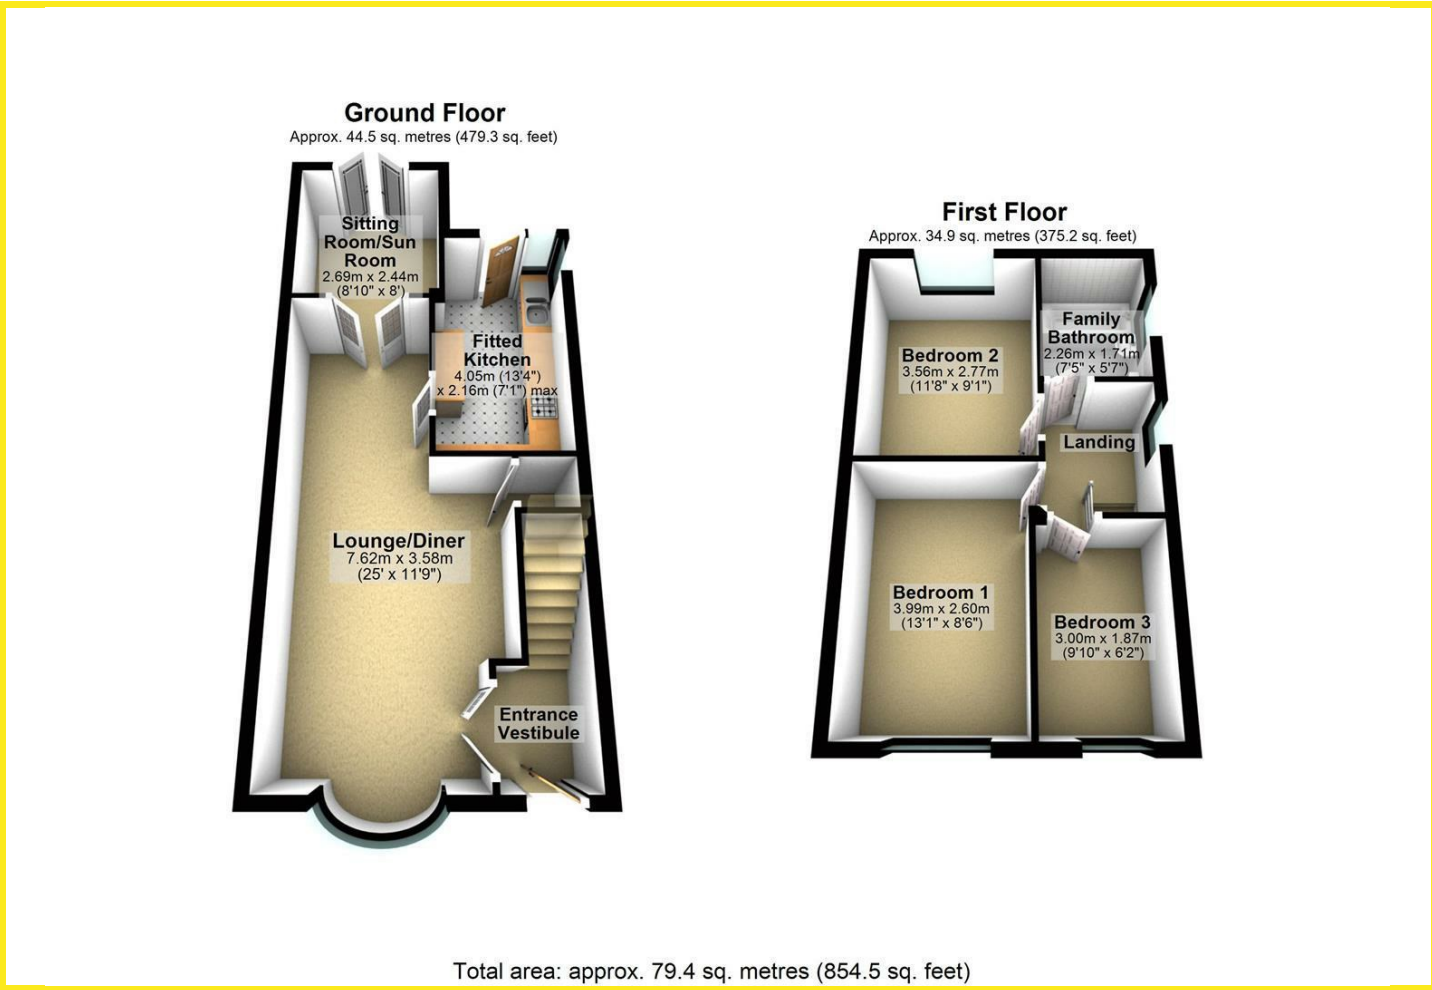 Ground Floor
Approx. 44.5 sq. metres (479.3 sq. feet)
Sitting
Room/Sun
Room
2.69m x 2.44m
(8'10" x 8')
Fitted
Kitchen
4.05m (13'4")
x 2.16m (7'1") max
Lounge/Diner
7.62m x 3.58m
(25' x 11'9")
Entrance
Vestibule
First Floor
Approx. 34.9 sq. metres (375.2 sq. feet)
Family
Bathroom
2.26m x 1.71m
(7'5" x 5'7")
Bedroom 2
3.56m x 2.77m
(11'8" x 9'1")
Landing
Bedroom 1
3.99m x 2.60m
(13'1" x 8'6")
Bedroom 3
3.00m x 1.87m
(9'10" x 6'2")
Total area: approx. 79.4 sq. metres (854.5 sq. feet)